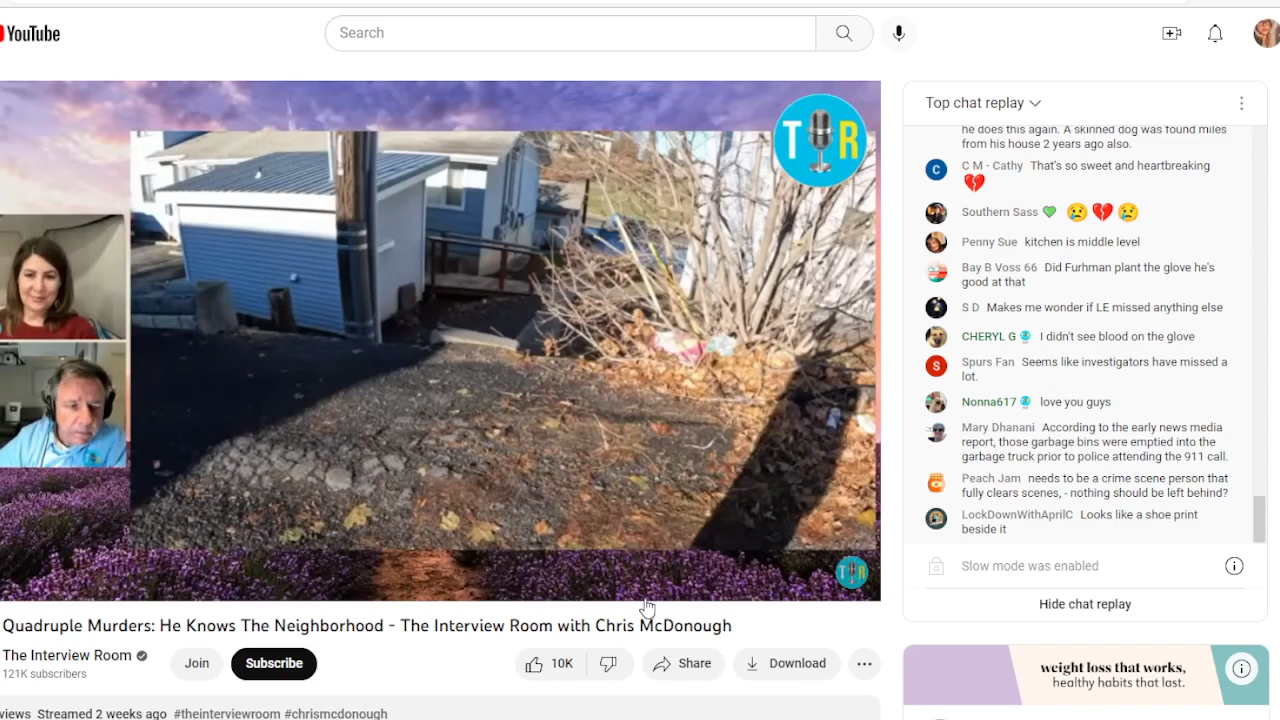 YouTube
Search
T R
Top chat replay
he does this again. A skinned dog was found miles
from his house 2 years ago also.
C
C M - Cathy That's so sweet and heartbreaking
Southern Sass
Penny Sue kitchen is middle level
Bay B Voss 66 Did Furhman plant the glove he's
good at that
S D Makes me wonder if LE missed anything else
CHERYL G I didn't see blood on the glove
S
Spurs Fan Seems like investigators have missed a
lot.
Nonna617 love you guys
Mary Dhanani According to the early news media
report, those garbage bins were emptied into the
garbage truck prior to police attending the 911 call.
Peach Jam needs to be a crime scene person that
fully clears scenes, - nothing should be left behind?
LockDownWithAprilC Looks like a shoe print
beside it
Slow mode was enabled
Hide chat replay
T R
Quadruple Murders: He Knows The Neighborhood - The Interview Room with Chris McDonough
The Interview Room
121K subscribers
Join
Subscribe
10K
Share
Download
views Streamed 2 weeks ago #theinterviewroom #chrismcdonough
weight loss that works,
healthy habits that last.